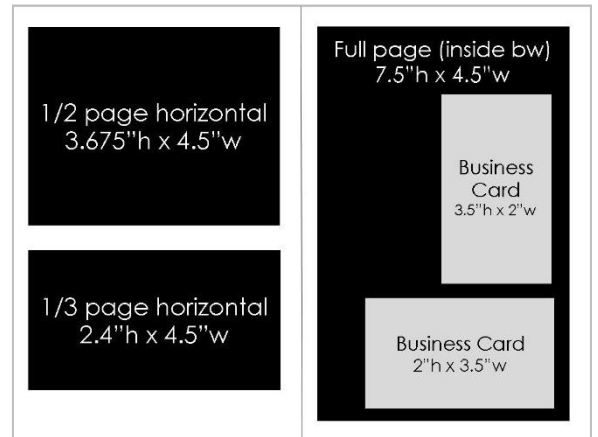 1/2 page horizontal
3.675”h x 4.5”w
1/3 page horizontal
2.4”h x 4.5”w
Full page (inside bw)
7.5”h x 4.5”w
Business
Card
3.5”h x 2”w
Business Card
2”h x 3.5”w